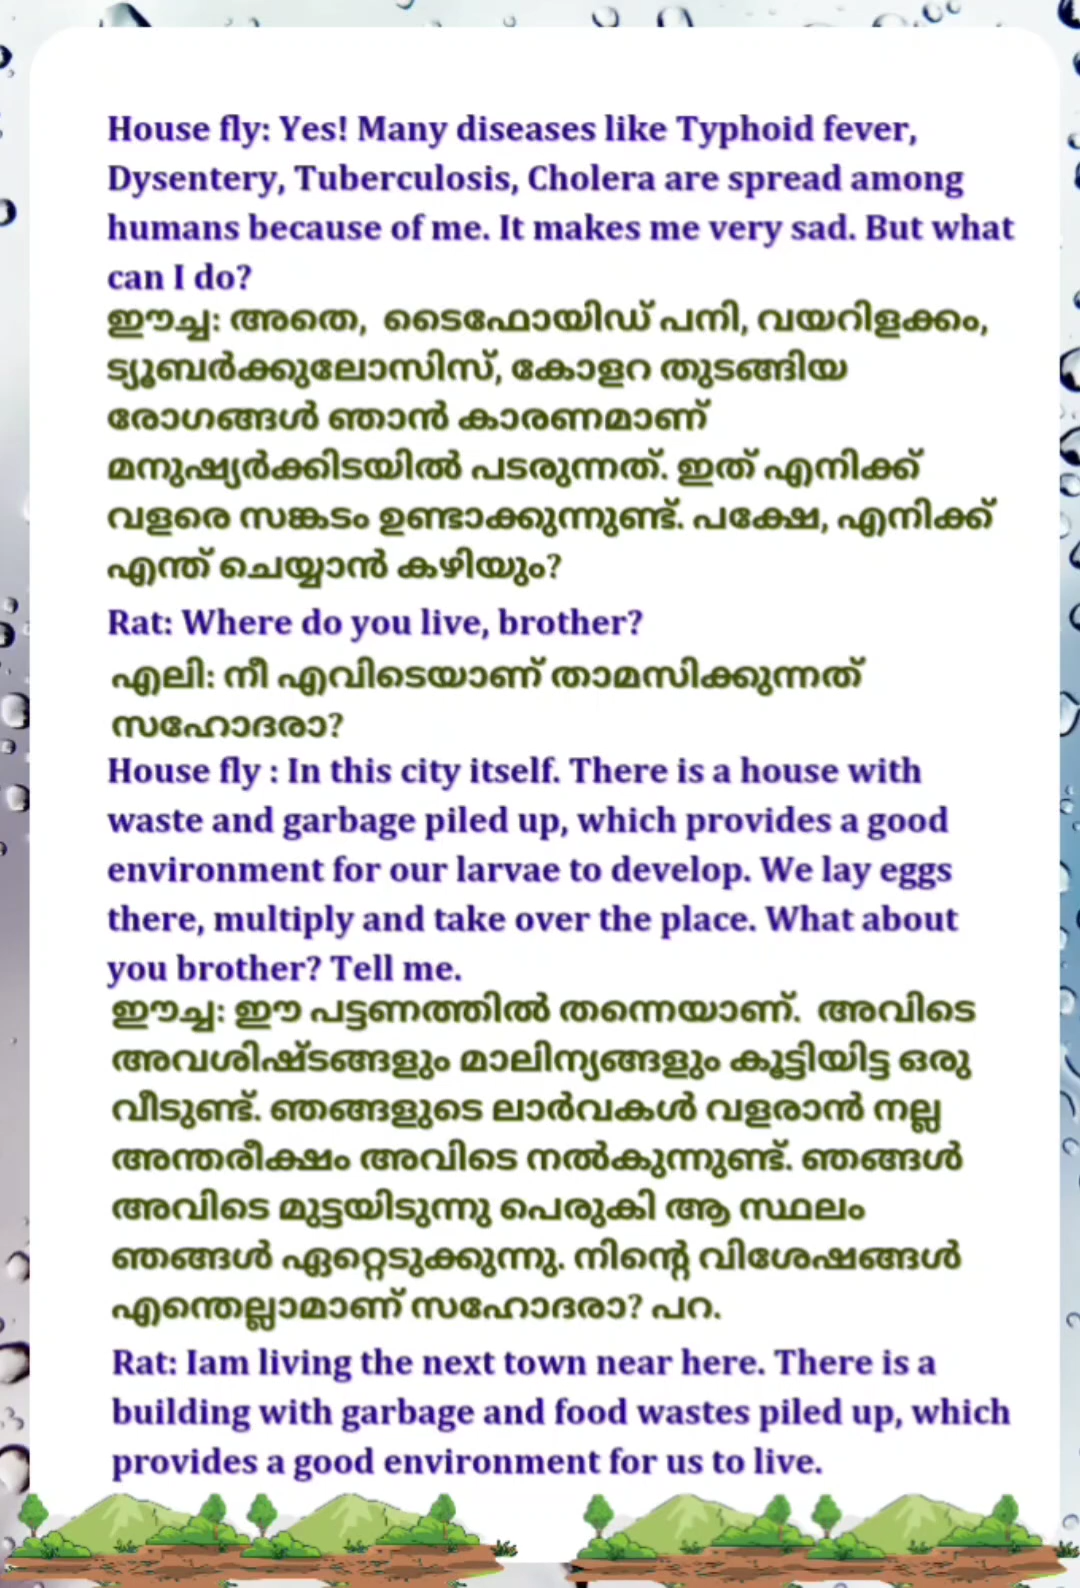 House fly: Yes! Many diseases like Typhoid fever,
Dysentery, Tuberculosis, Cholera are spread among
humans because of me. It makes me very sad. But what
can I do?
ഈച്ച: അതെ, ടൈഫോയിഡ് പനി, വയറിളക്കം,
ട്യൂബർക്കുലോസിസ്, കോളറ തുടങ്ങിയ
രോഗങ്ങൾ ഞാൻ കാരണമാണ്
മനുഷ്യർക്കിടയിൽ പടരുന്നത്. ഇത് എനിക്ക്
വളരെ സങ്കടം ഉണ്ടാക്കുന്നുണ്ട്. പക്ഷേ, എനിക്ക്
എന്ത് ചെയ്യാൻ കഴിയും?
Rat: Where do you live, brother?
എലി: നീ എവിടെയാണ് താമസിക്കുന്നത്
സഹോദരാ?
House fly : In this city itself. There is a house with
waste and garbage piled up, which provides a good
environment for our larvae to develop. We lay eggs
there, multiply and take over the place. What about
you brother? Tell me.
ഈച്ച: ഈ പട്ടണത്തിൽ തന്നെയാണ്. അവിടെ
അവശിഷ്ടങ്ങളും മാലിന്യങ്ങളും കൂട്ടിയിട്ട ഒരു
വീടുണ്ട്. ഞങ്ങളുടെ ലാർവകൾ വളരാൻ നല്ല
അന്തരീക്ഷം അവിടെ നൽകുന്നുണ്ട്. ഞങ്ങൾ
അവിടെ മുട്ടയിടുന്നു പെരുകി ആ സ്ഥലം
ഞങ്ങൾ ഏറ്റെടുക്കുന്നു. നിന്റെ വിശേഷങ്ങൾ
എന്തെല്ലാമാണ് സഹോദരാ? പറ.
Rat: Iam living the next town near here. There is a
building with garbage and food wastes piled up, which
provides a good environment for us to live.